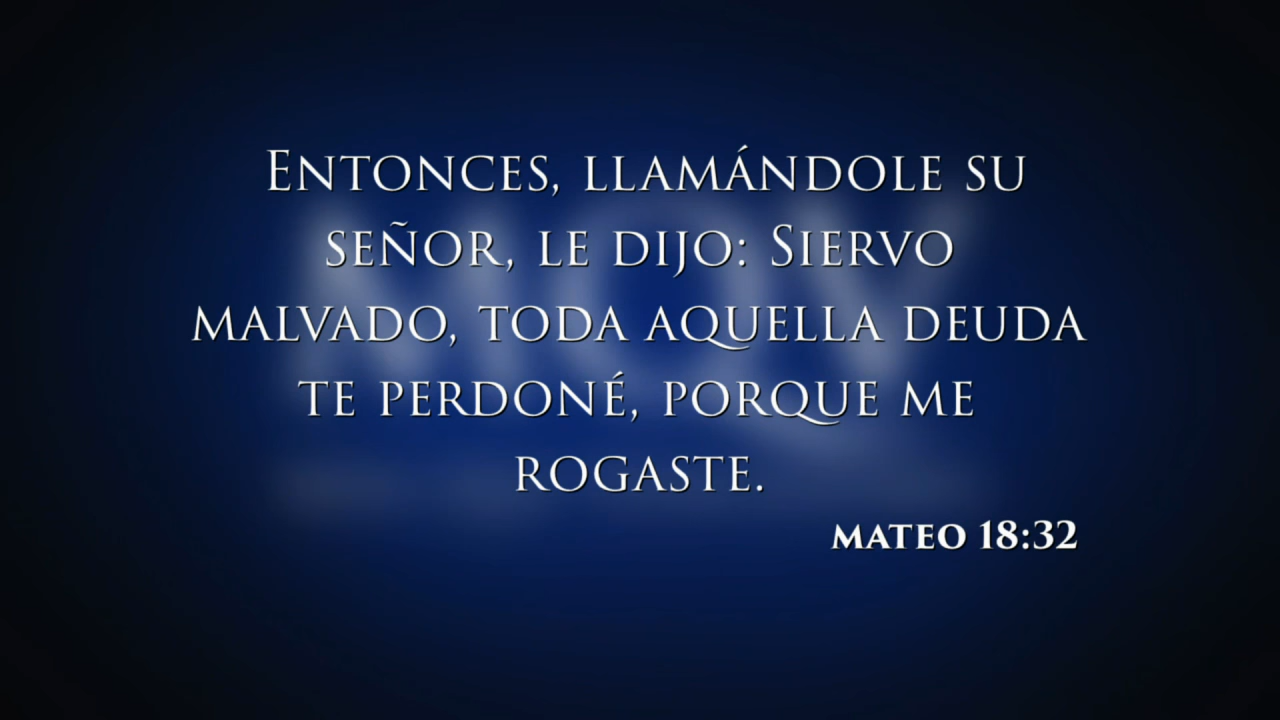 Entonces, llamándole su
señor, le dijo: Siervo
malvado, toda aquella deuda
te perdoné, porque me
rogaste.
Mateo 18:32